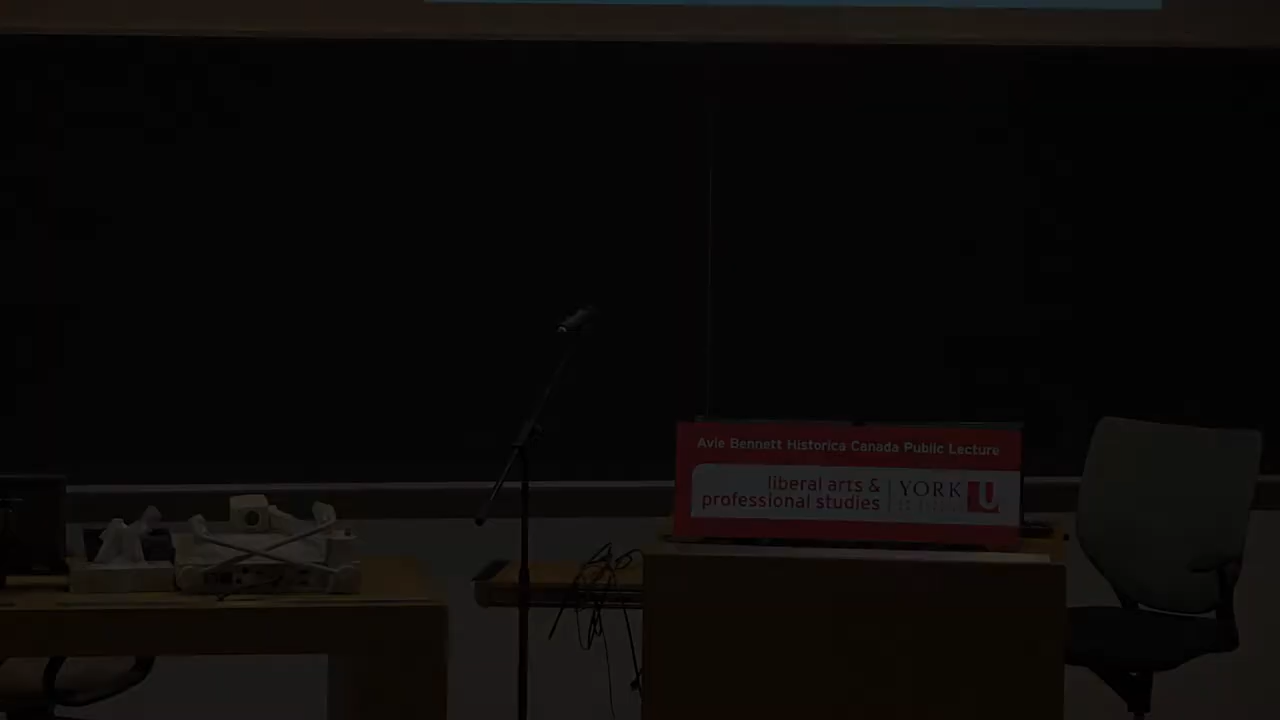 Avie Bennett Historica Canada Public Lecture
liberal arts &
professional studies
YORK U